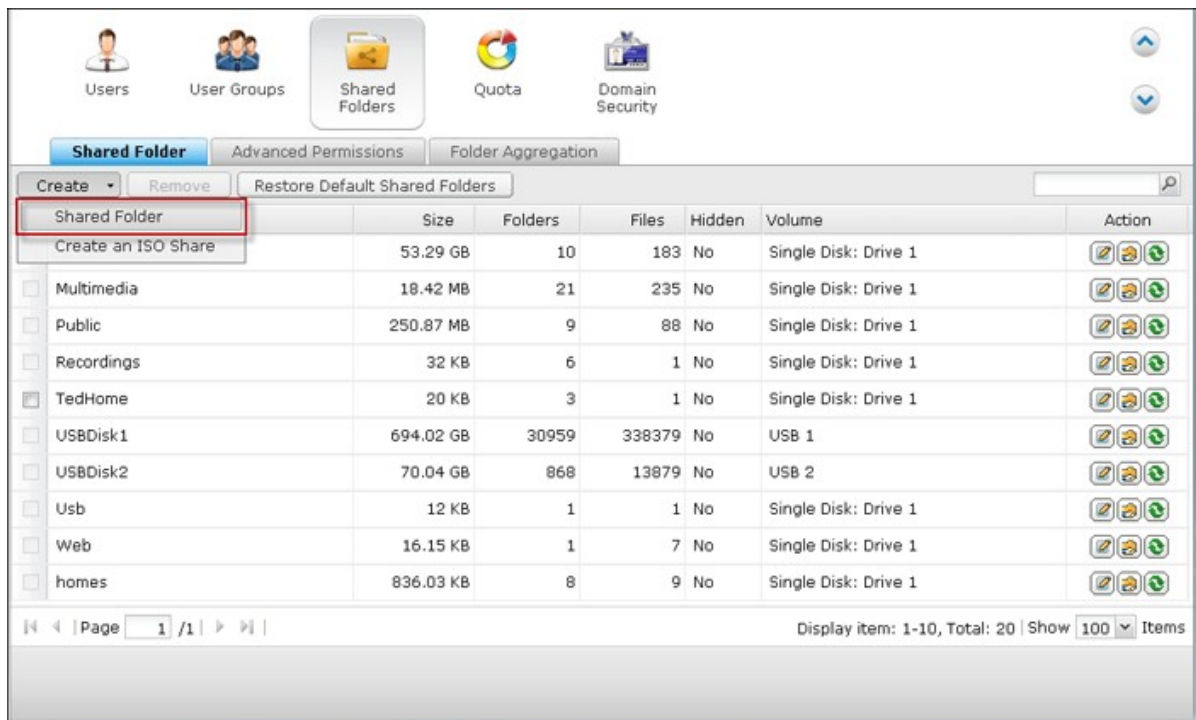 Users User Groups Shared Folders Quota Domain Security
Shared Folder Advanced Permissions Folder Aggregation
Create Remove Restore Default Shared Folders
Shared Folder Size Folders Files Hidden Volume Action
Create an ISO Share 53.29 GB 10 183 No Single Disk: Drive 1
Multimedia 18.42 MB 21 235 No Single Disk: Drive 1
Public 250.87 MB 9 88 No Single Disk: Drive 1
Recordings 32 KB 6 1 No Single Disk: Drive 1
TedHome 20 KB 3 1 No Single Disk: Drive 1
USBDisk1 694.02 GB 30959 338379 No USB 1
USBDisk2 70.04 GB 868 13879 No USB 2
Usb 12 KB 1 1 No Single Disk: Drive 1
Web 16.15 KB 1 7 No Single Disk: Drive 1
homes 836.03 KB 8 9 No Single Disk: Drive 1
Page 1 /1 Display item: 1-10, Total: 20 Show 100 Items